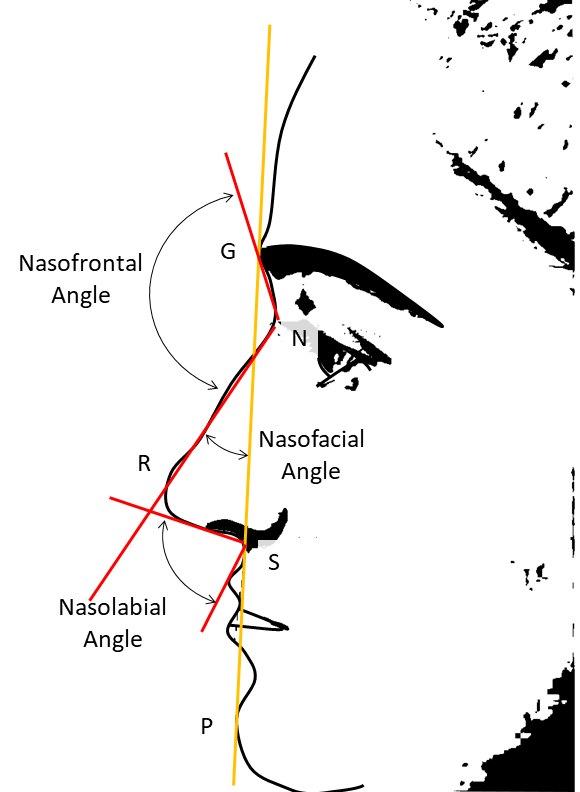 G
Nasofrontal
Angle
N
Nasofacial
Angle
R
S
Nasolabial
Angle
P